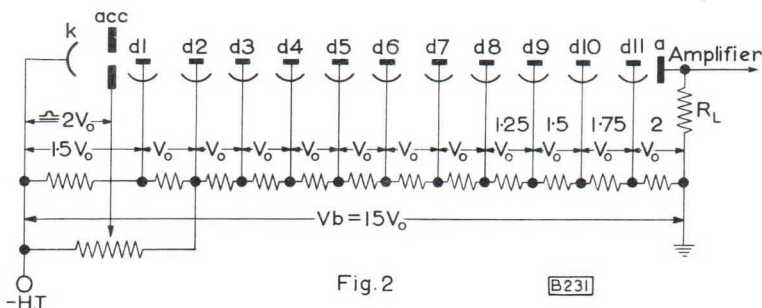 acc
k d1 d2 d3 d4 d5 d6 d7 d8 d9 d10 d11 a Amplifier
≏2V₀ 1·25 1·5 1·75 2 R_L
1·5V₀ V₀ V₀ V₀ V₀ V₀ V₀ V₀ V₀ V₀ V₀ V₀
Vb=15V₀
Fig.2 B231
-HT